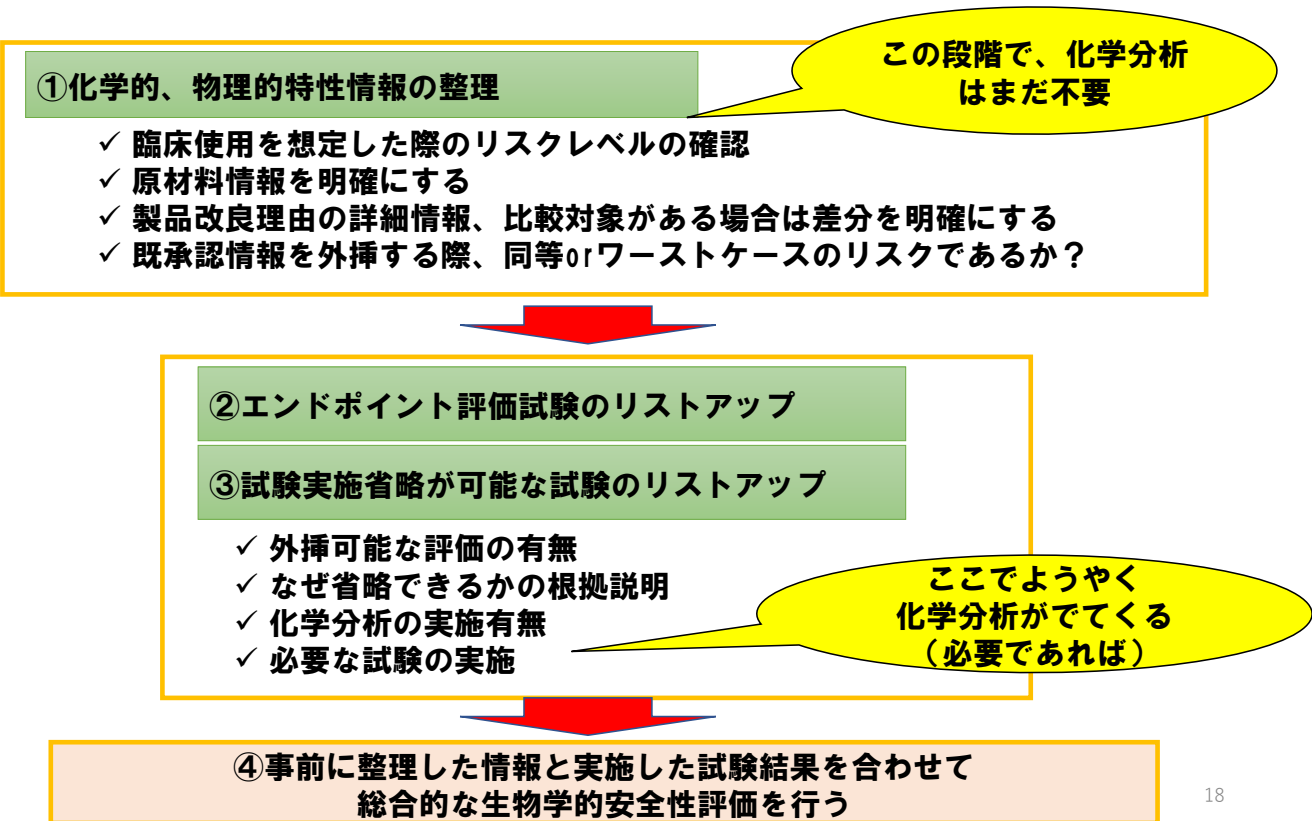 この段階で、化学分析
はまだ不要
①化学的、物理的特性情報の整理
✓ 臨床使用を想定した際のリスクレベルの確認
✓ 原材料情報を明確にする
✓ 製品改良理由の詳細情報、比較対象がある場合は差分を明確にする
✓ 既承認情報を外挿する際、同等orワーストケースのリスクであるか？
②エンドポイント評価試験のリストアップ
③試験実施省略が可能な試験のリストアップ
✓ 外挿可能な評価の有無
✓ なぜ省略できるかの根拠説明
✓ 化学分析の実施有無
✓ 必要な試験の実施
ここでようやく
化学分析がでてくる
（必要であれば）
④事前に整理した情報と実施した試験結果を合わせて
総合的な生物学的安全性評価を行う
18